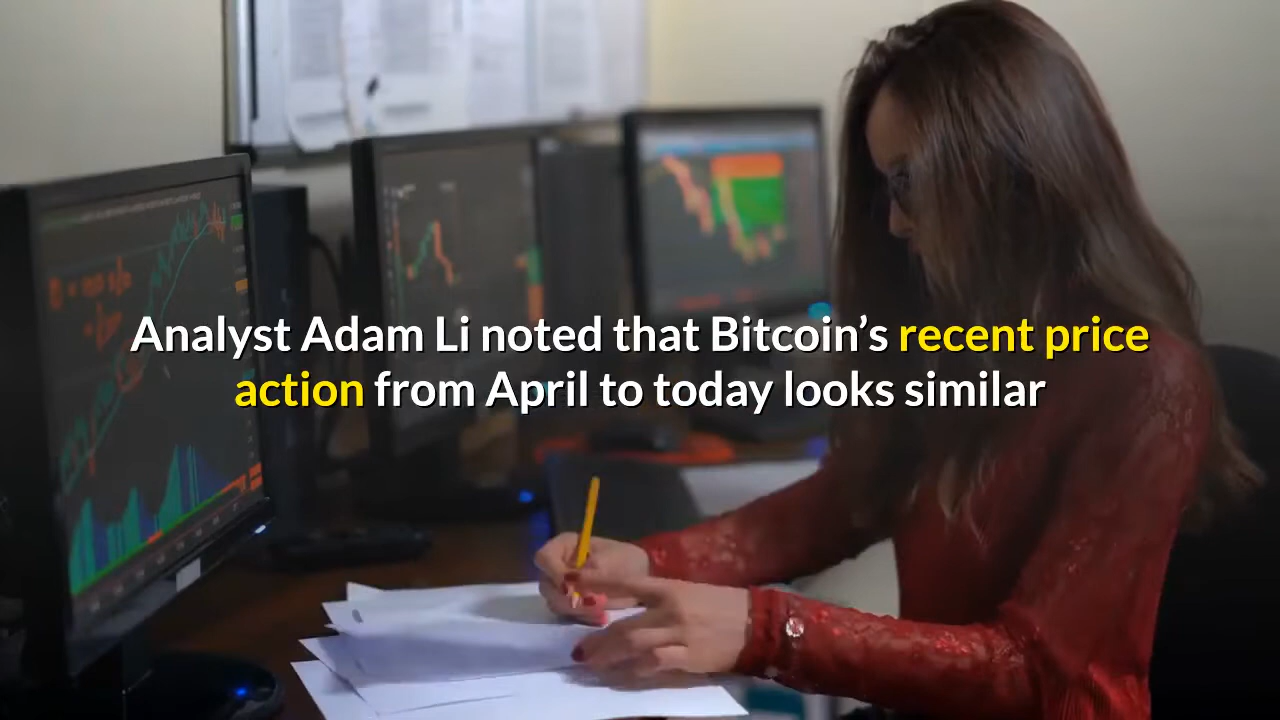 Analyst Adam Li noted that Bitcoin’s recent price
action from April to today looks similar